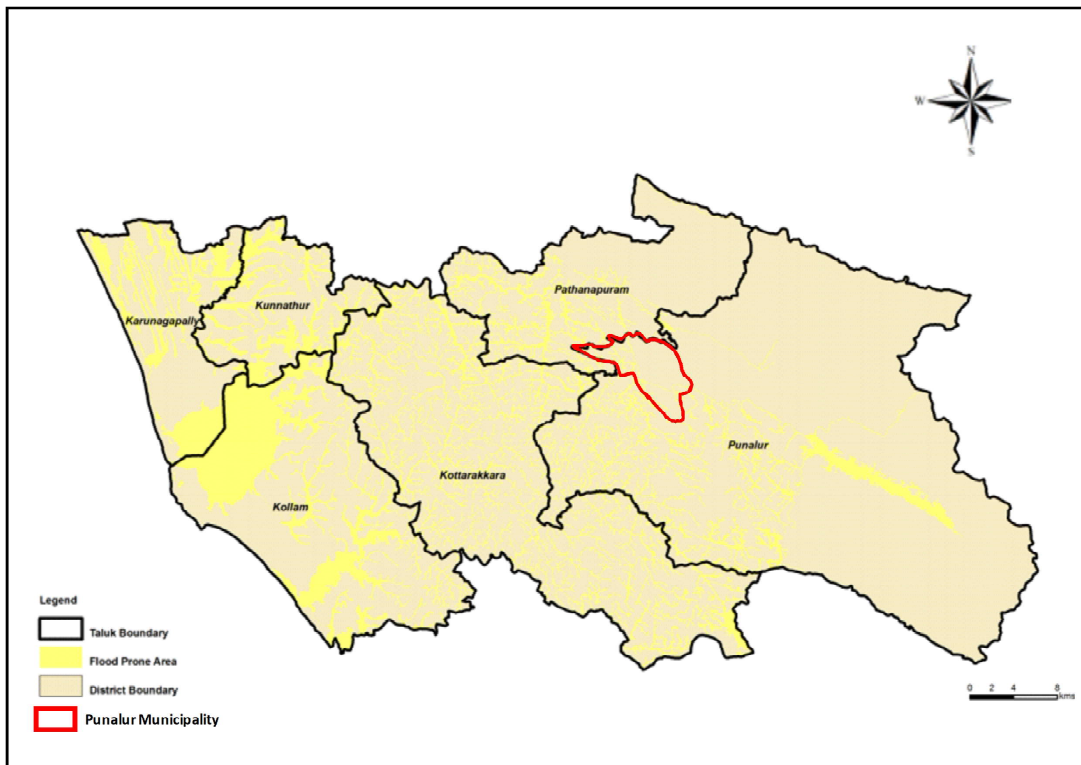 N
W
S
Pathanapuram
Kunnathur
Karunagapally
Punalur
Kottarakkara
Kollam
Legend
Taluk Boundary
Flood Prone Area
District Boundary
Punalur Municipality
0 2 4 8
kms